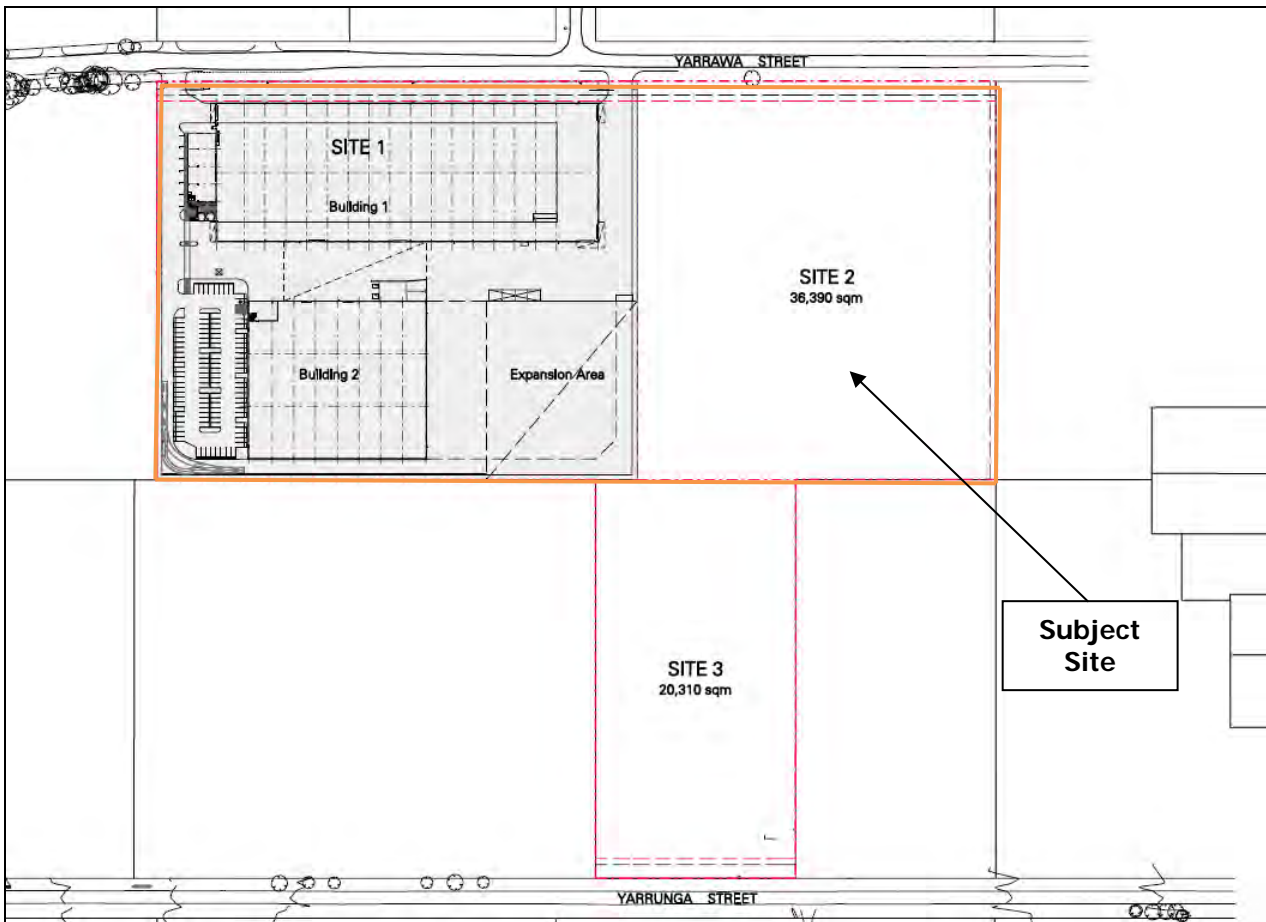 YARRAWA STREET
SITE 1
Building 1
SITE 2
36,390 sqm
Building 2
Expansion Area
Subject
Site
SITE 3
20,310 sqm
YARRUNGA STREET